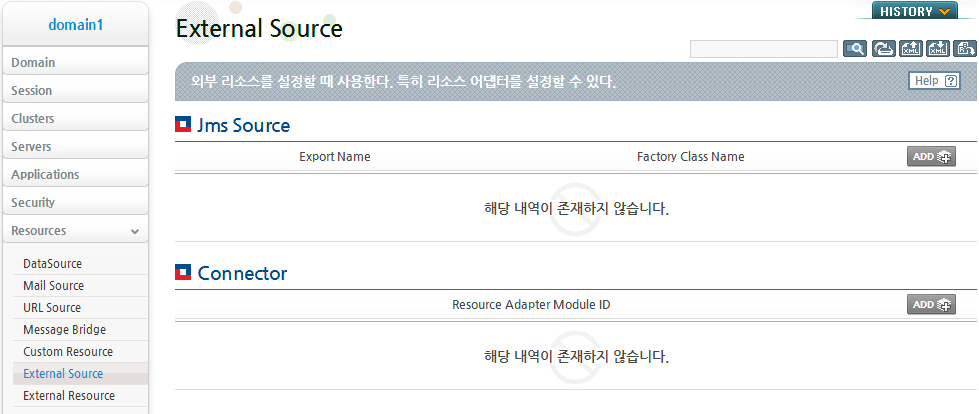 domain1
Domain
Session
Clusters
Servers
Applications
Security
Resources
DataSource
Mail Source
URL Source
Message Bridge
Custom Resource
External Source
External Resource
External Source
HISTORY
XML
XML
외부 리소스를 설정할 때 사용한다. 특히 리소스 어댑터를 설정할 수 있다.
Help ?
Jms Source
Export Name Factory Class Name ADD
해당 내역이 존재하지 않습니다.
Connector
Resource Adapter Module ID ADD
해당 내역이 존재하지 않습니다.